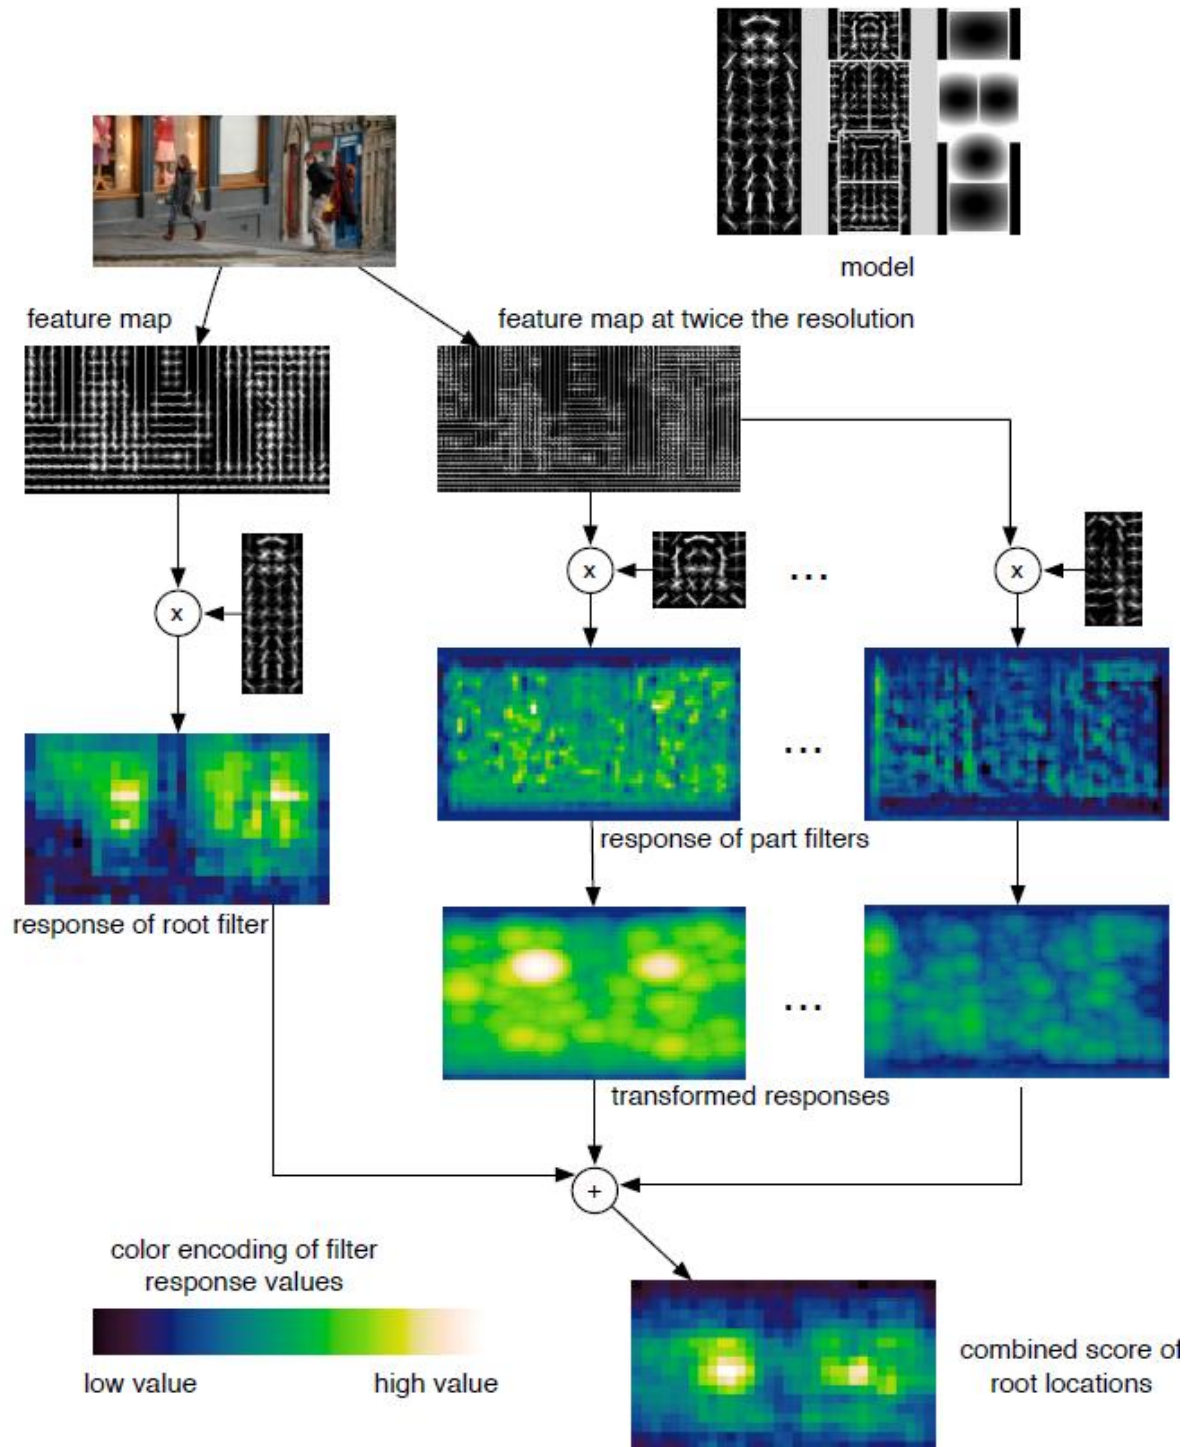 model
feature map
feature map at twice the resolution
x
x
...
x
...
response of part filters
response of root filter
...
transformed responses
+
color encoding of filter
response values
low value
high value
combined score of
root locations